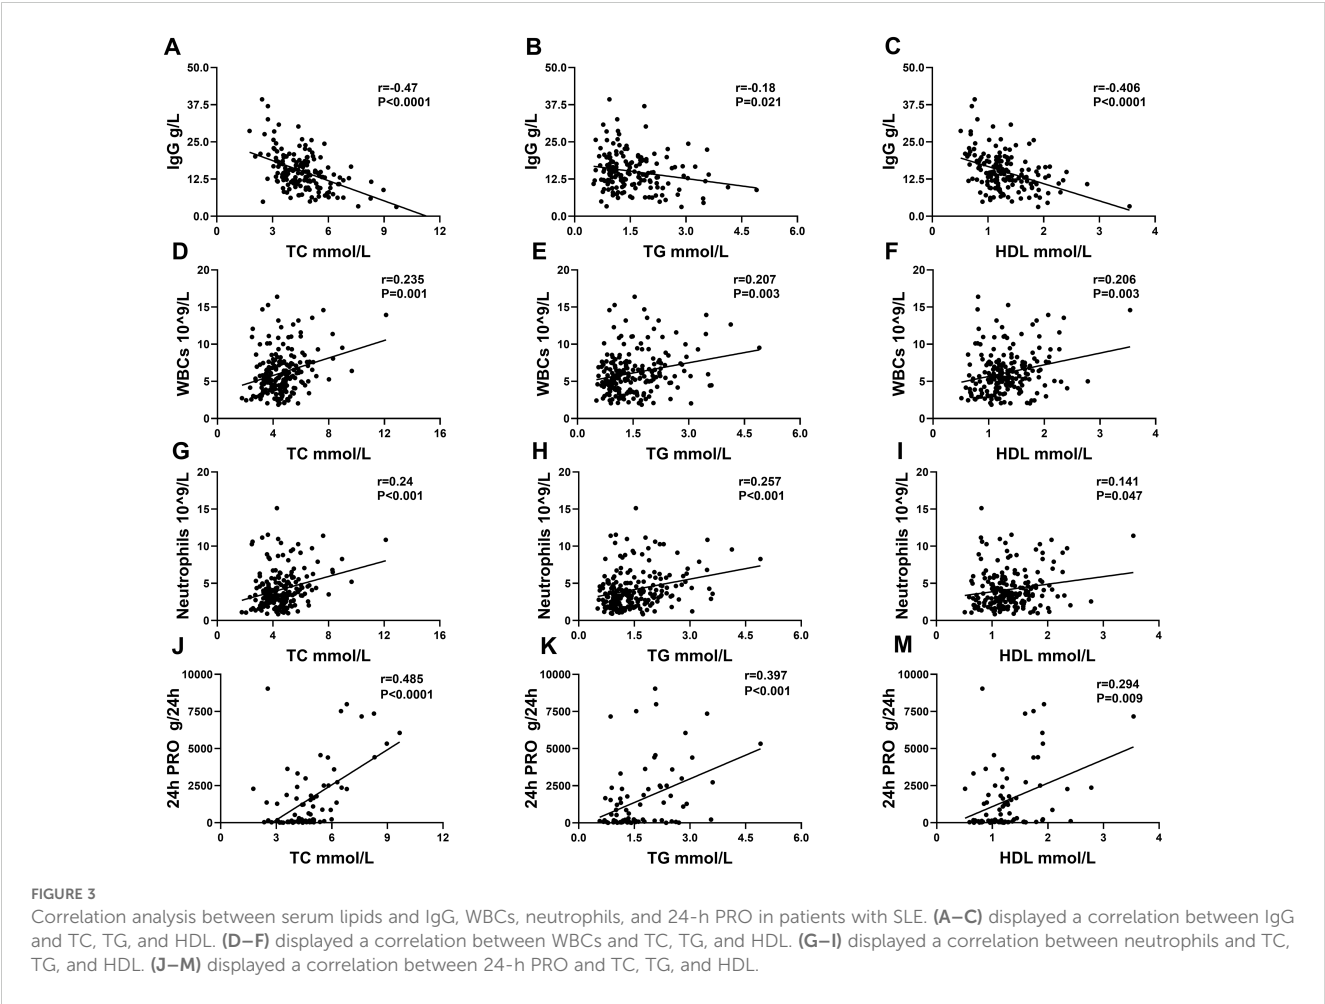 A
B
C
50.0
37.5
25.0
12.5
0.0
IgG g/L
r=-0.47
P<0.0001
0 3 6 9 12
TC mmol/L
50.0
37.5
25.0
12.5
0.0
IgG g/L
r=-0.18
P=0.021
0.0 1.5 3.0 4.5 6.0
TG mmol/L
50.0
37.5
25.0
12.5
0.0
IgG g/L
r=-0.406
P<0.0001
0 1 2 3 4
HDL mmol/L
D
E
F
20
15
10
5
0
WBCs 10^9/L
r=0.235
P=0.001
0 4 8 12 16
TC mmol/L
20
15
10
5
0
WBCs 10^9/L
r=0.207
P=0.003
0.0 1.5 3.0 4.5 6.0
TG mmol/L
20
15
10
5
0
WBCs 10^9/L
r=0.206
P=0.003
0 1 2 3 4
HDL mmol/L
G
H
I
20
15
10
5
0
Neutrophils 10^9/L
r=0.24
P<0.001
0 4 8 12 16
TC mmol/L
20
15
10
5
0
Neutrophils 10^9/L
r=0.257
P<0.001
0.0 1.5 3.0 4.5 6.0
TG mmol/L
20
15
10
5
0
Neutrophils 10^9/L
r=0.141
P=0.047
0 1 2 3 4
HDL mmol/L
J
K
M
10000
7500
5000
2500
0
24h PRO g/24h
r=0.485
P<0.0001
0 3 6 9 12
TC mmol/L
10000
7500
5000
2500
0
24h PRO g/24h
r=0.397
P<0.001
0.0 1.5 3.0 4.5 6.0
TG mmol/L
10000
7500
5000
2500
0
24h PRO g/24h
r=0.294
P=0.009
0 1 2 3 4
HDL mmol/L
FIGURE 3
Correlation analysis between serum lipids and IgG, WBCs, neutrophils, and 24-h PRO in patients with SLE. (A–C) displayed a correlation between IgG
and TC, TG, and HDL. (D–F) displayed a correlation between WBCs and TC, TG, and HDL. (G–I) displayed a correlation between neutrophils and TC,
TG, and HDL. (J–M) displayed a correlation between 24-h PRO and TC, TG, and HDL.